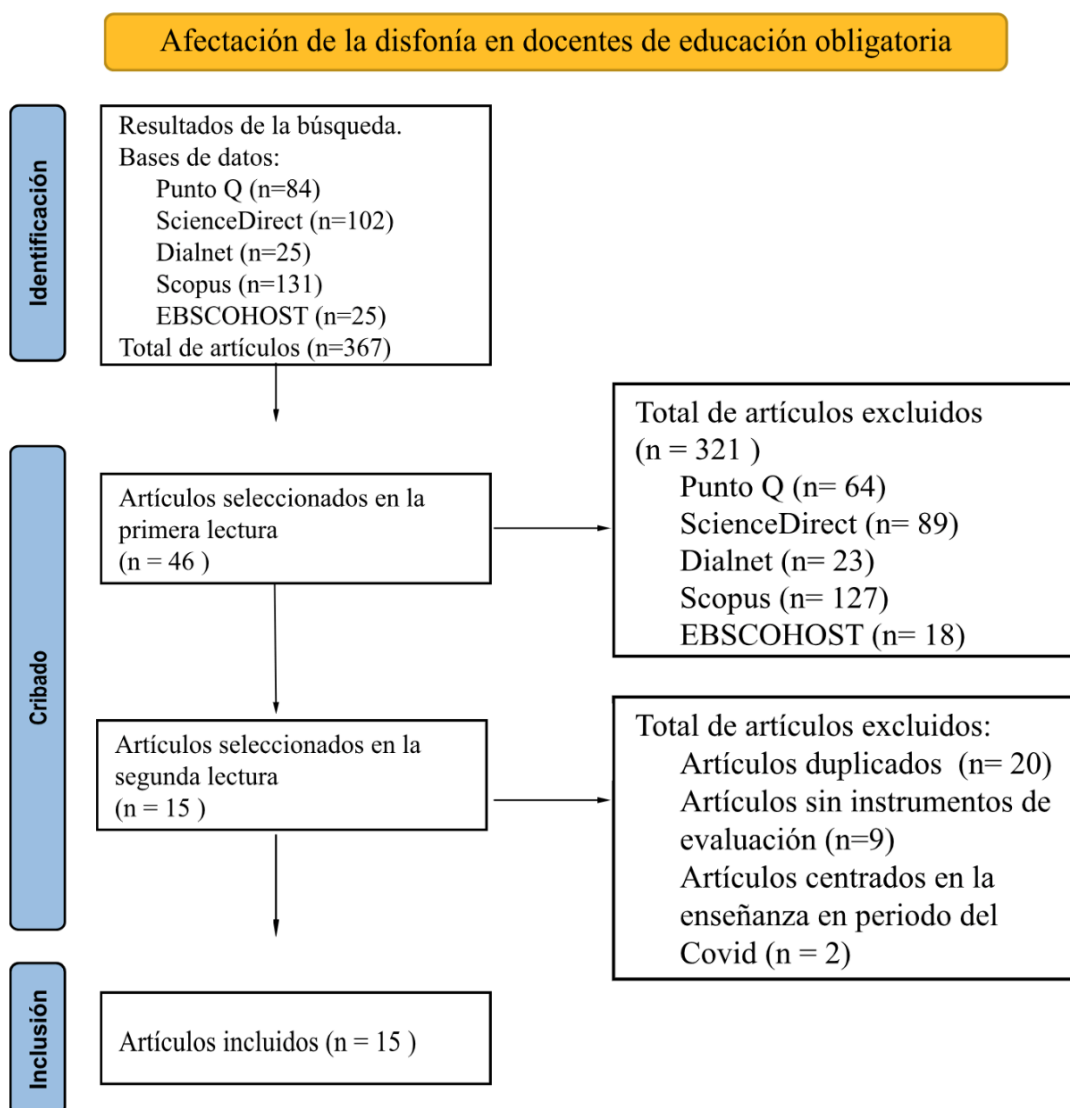 Afectación de la disfonía en docentes de educación obligatoria
Identificación
Resultados de la búsqueda.
Bases de datos:
Punto Q (n=84)
ScienceDirect (n=102)
Dialnet (n=25)
Scopus (n=131)
EBSCOHOST (n=25)
Total de artículos (n=367)
Cribado
Artículos seleccionados en la
primera lectura
(n = 46 )
Total de artículos excluidos
(n = 321 )
Punto Q (n= 64)
ScienceDirect (n= 89)
Dialnet (n= 23)
Scopus (n= 127)
EBSCOHOST (n= 18)
Artículos seleccionados en la
segunda lectura
(n = 15 )
Total de artículos excluidos:
Artículos duplicados (n= 20)
Artículos sin instrumentos de
evaluación (n=9)
Artículos centrados en la
enseñanza en periodo del
Covid (n = 2)
Inclusión
Artículos incluidos (n = 15 )